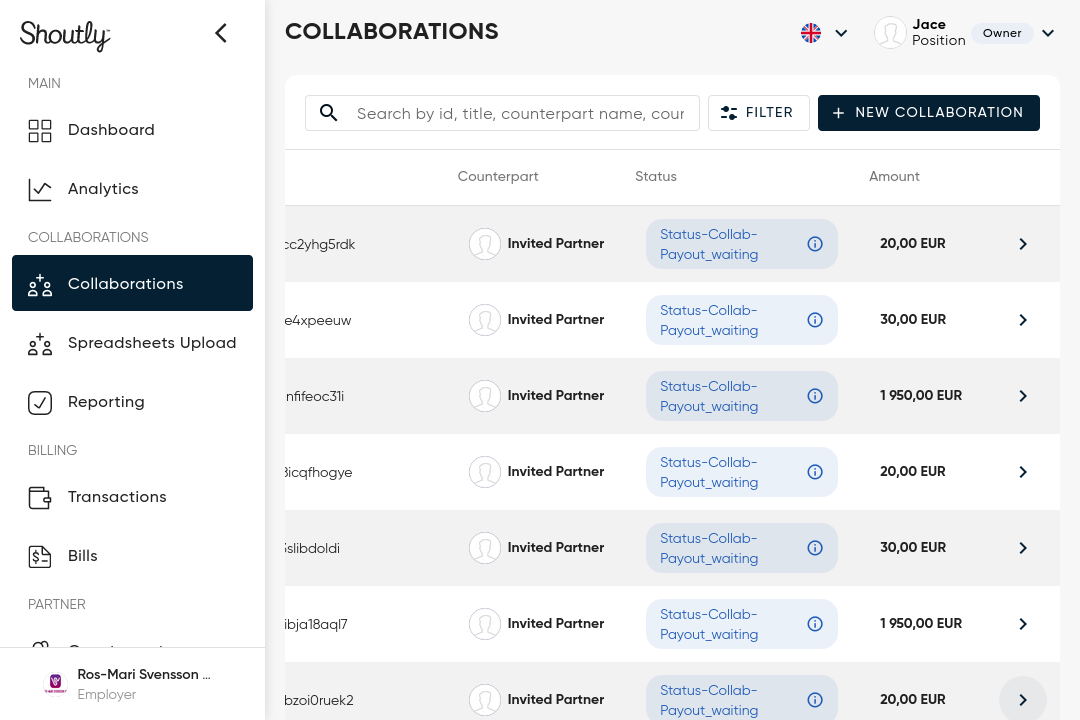 Shoutly
MAIN
Dashboard
Analytics
COLLABORATIONS
Collaborations
Spreadsheets Upload
Reporting
BILLING
Transactions
Bills
PARTNER
Ros-Mari Svensson ...
Employer
COLLABORATIONS
Jace
Position
Owner
Search by id, title, counterpart name, cour
FILTER
+ NEW COLLABORATION
Counterpart Status Amount
cc2yhg5rdk Invited Partner Status-Collab-
Payout_waiting 20,00 EUR
e4xpeeuw Invited Partner Status-Collab-
Payout_waiting 30,00 EUR
nfifeoc31i Invited Partner Status-Collab-
Payout_waiting 1 950,00 EUR
3icqfhogye Invited Partner Status-Collab-
Payout_waiting 20,00 EUR
slibdoldi Invited Partner Status-Collab-
Payout_waiting 30,00 EUR
ibja18aql7 Invited Partner Status-Collab-
Payout_waiting 1 950,00 EUR
bzoi0ruek2 Invited Partner Status-Collab-
Payout_waiting 20,00 EUR